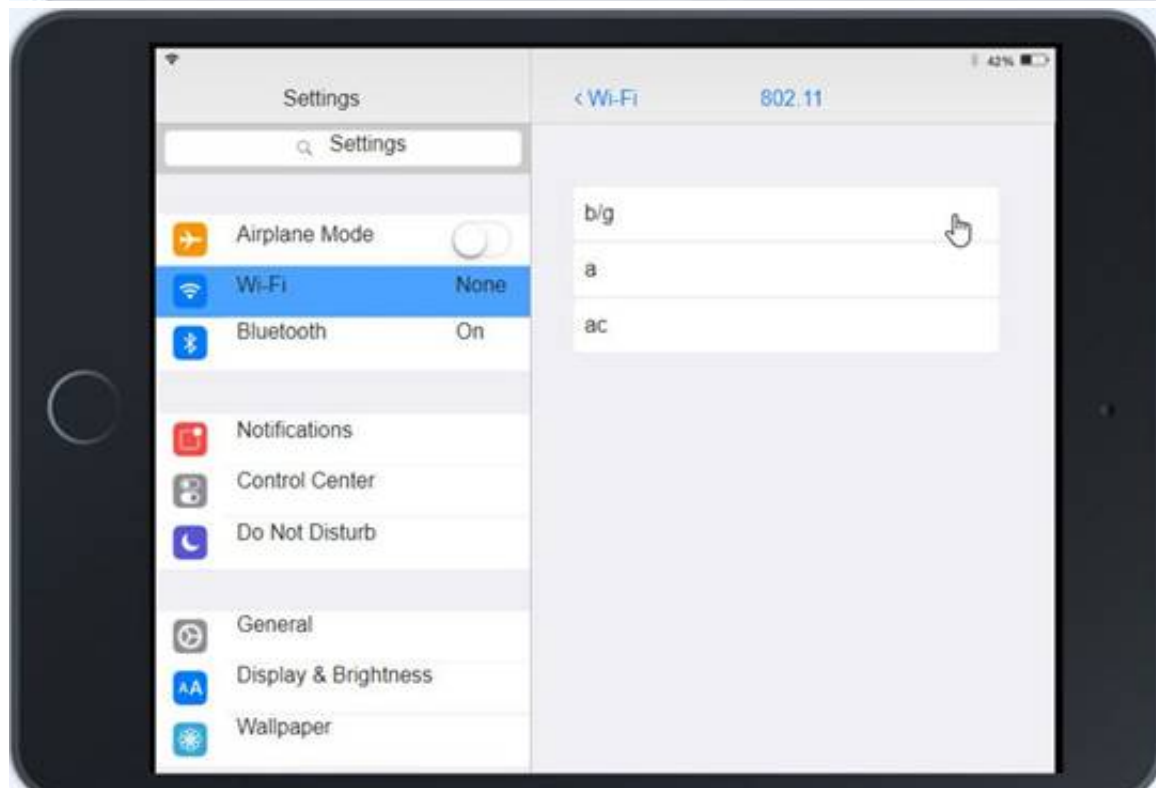 42%
Settings
< Wi-Fi 802.11
Settings
Airplane Mode
Wi-Fi None
Bluetooth On
Notifications
Control Center
Do Not Disturb
General
AA Display & Brightness
Wallpaper
b/g
a
ac